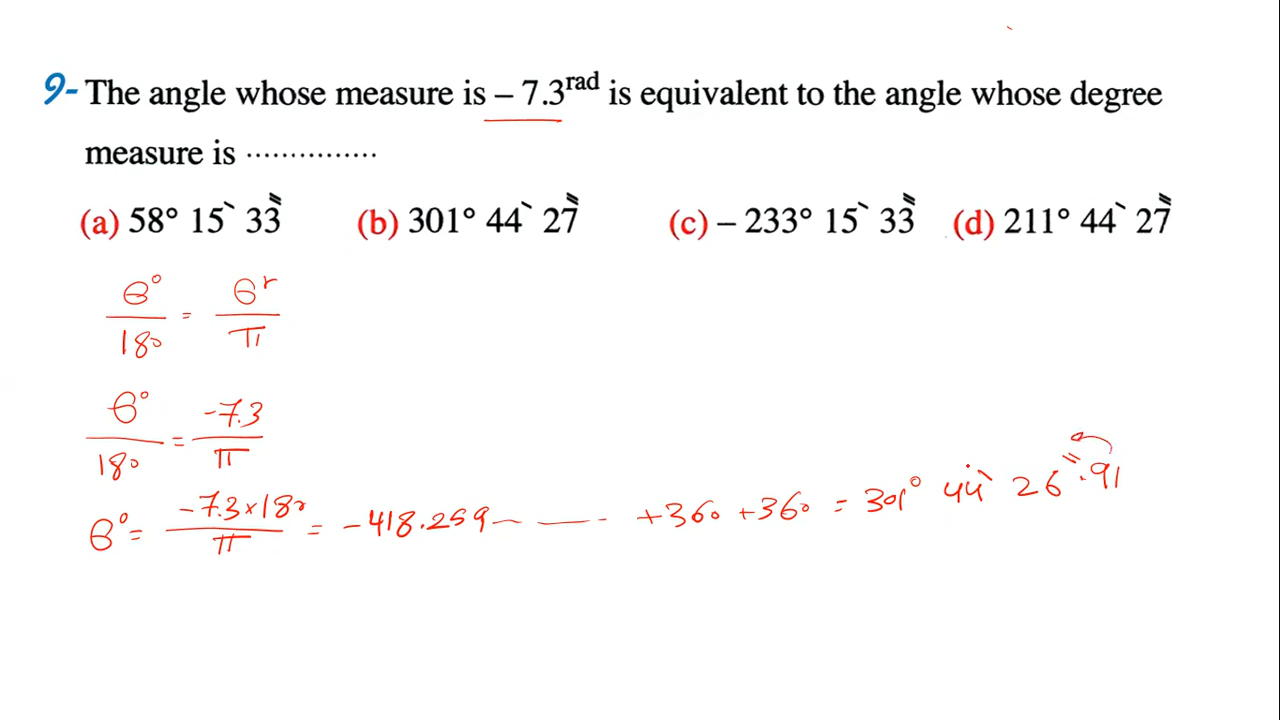 9- The angle whose measure is – 7.3ʳᵃᵈ is equivalent to the angle whose degree
measure is ...............
(a) 58° 15` 33`` (b) 301° 44` 27`` (c) – 233° 15` 33`` (d) 211° 44` 27``
θ°/180 = θʳ/π
θ°/180 = -7.3/π
θ° = -7.3×180/π = -418.259 — — +360 +360 = 301° 44` 26``.91